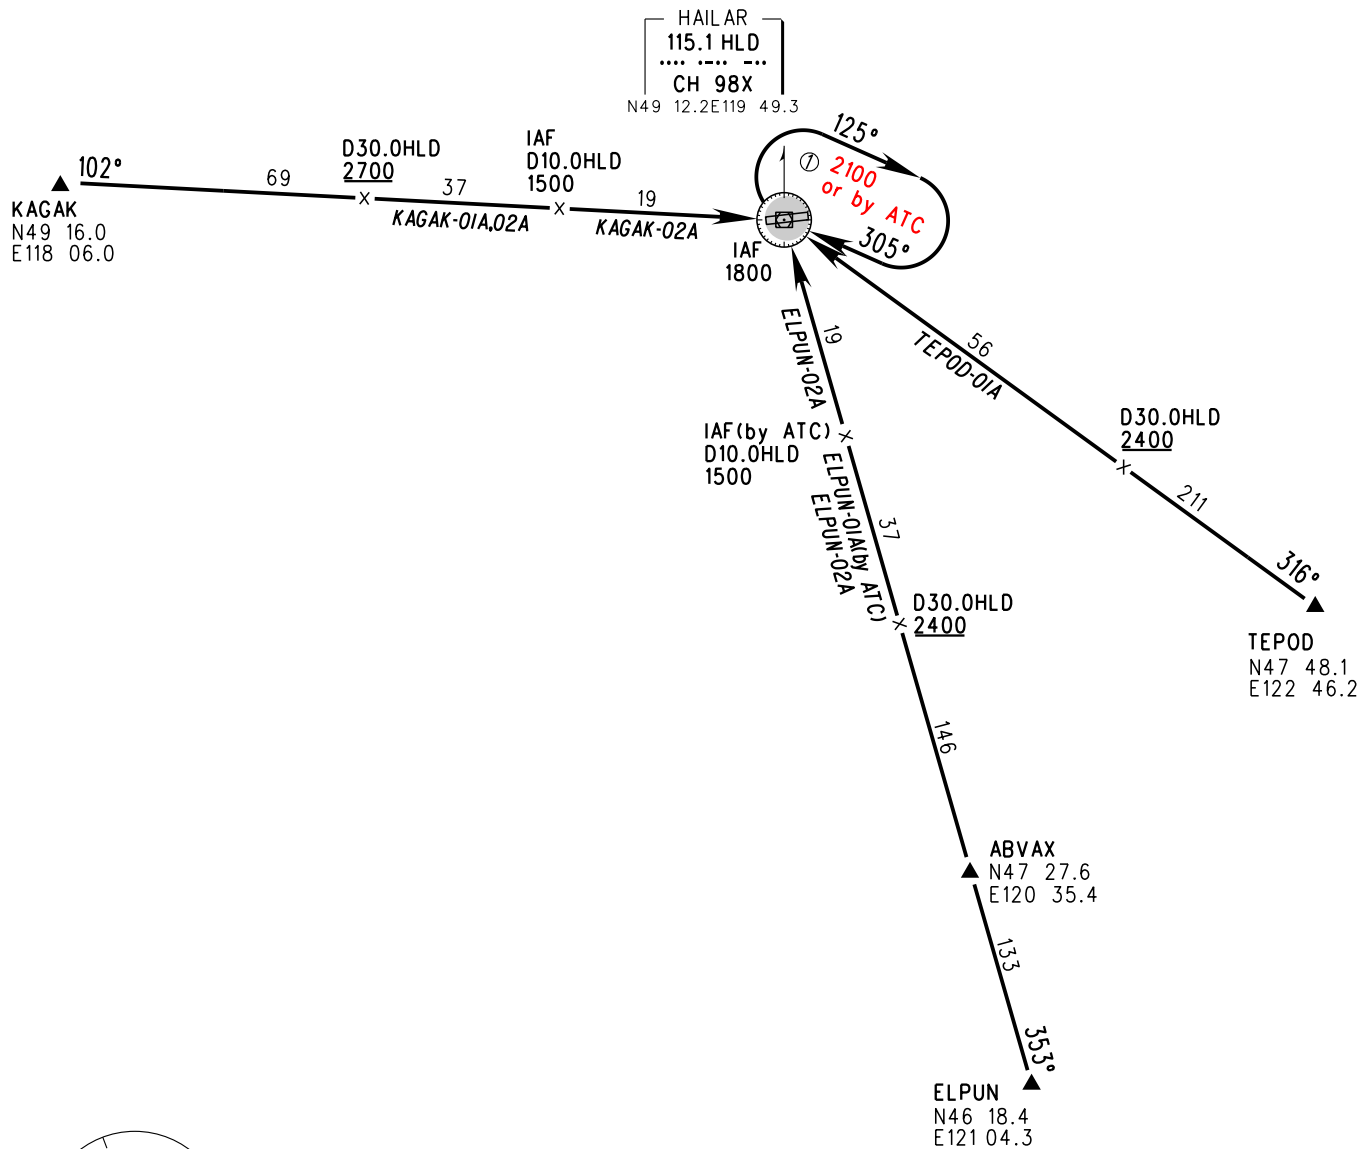 HAILAR
115.1 HLD
CH 98X
N49 12.2E119 49.3
125°
① 2100
or by ATC
305°
IAF
1800
102°
KAGAK
N49 16.0
E118 06.0
69
D30.0HLD
2700
37
KAGAK-01A,02A
IAF
D10.0HLD
1500
19
KAGAK-02A
19
ELPUN-02A
56
TEPOD-01A
D30.0HLD
2400
211
316°
TEPOD
N47 48.1
E122 46.2
IAF(by ATC)
D10.0HLD
1500
37
ELPUN-01A(by ATC)
ELPUN-02A
D30.0HLD
2400
146
ABVAX
N47 27.6
E120 35.4
133
353°
ELPUN
N46 18.4
E121 04.3